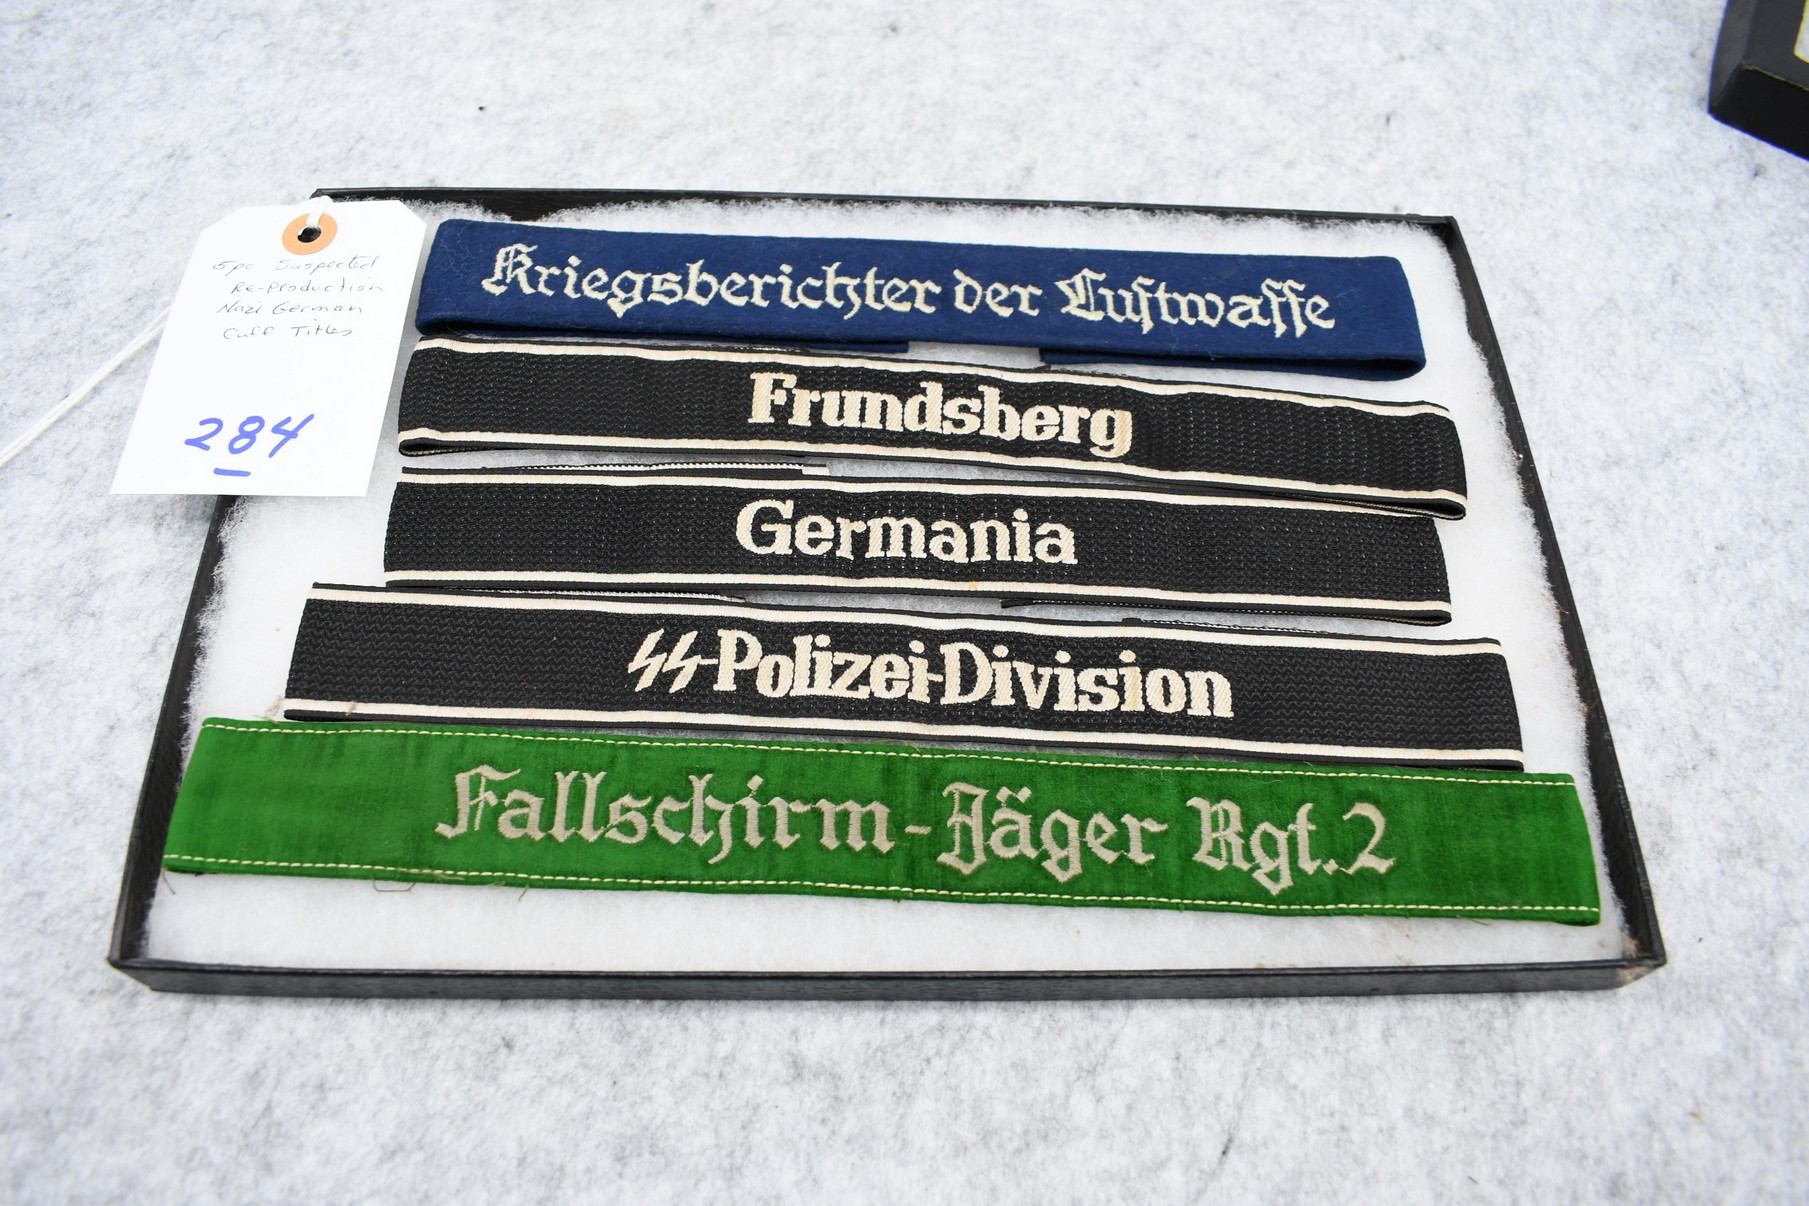 5pc Suspected
Re-production
Nazi German
Cuff Titles
284
Kriegsberichter der Luftwaffe
Frundsberg
Germania
SS-Polizei-Division
Fallschirm-Jäger Rgt.2